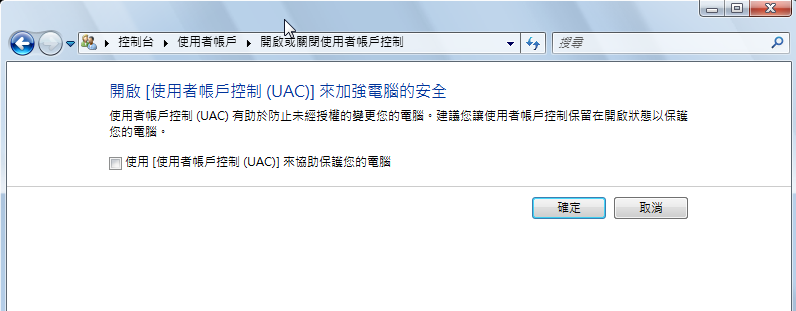 控制台 使用者帳戶 開啟或關閉使用者帳戶控制 搜尋
開啟 [使用者帳戶控制 (UAC)] 來加強電腦的安全
使用者帳戶控制 (UAC) 有助於防止未經授權的變更您的電腦。建議您讓使用者帳戶控制保留在開啟狀態以保護
您的電腦。
使用 [使用者帳戶控制 (UAC)] 來協助保護您的電腦
確定 取消